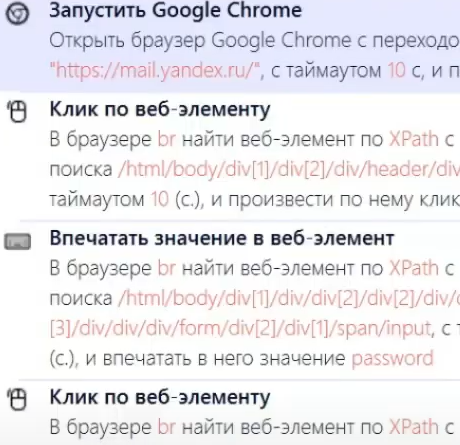 Запустить Google Chrome
Открыть браузер Google Chrome с переходо
"https://mail.yandex.ru/", с таймаутом 10 с, и п
Клик по веб-элементу
В браузере br найти веб-элемент по XPath с
поиска /html/body/div[1]/div[2]/div/header/div
таймаутом 10 (с.), и произвести по нему клик
Впечатать значение в веб-элемент
В браузере br найти веб-элемент по XPath с
поиска /html/body/div[1]/div/div[2]/div[2]/div/
[3]/div/div/div/form/div[2]/div[1]/span/input, с
(с.), и впечатать в него значение password
Клик по веб-элементу
В браузере br найти веб-элемент по XPath с